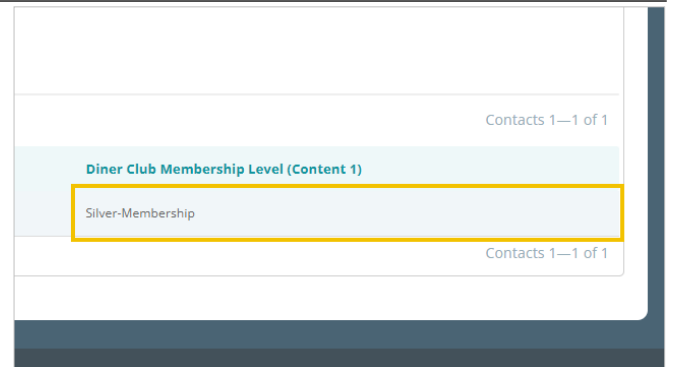 Contacts 1—1 of 1
Diner Club Membership Level (Content 1)
Silver-Membership
Contacts 1—1 of 1